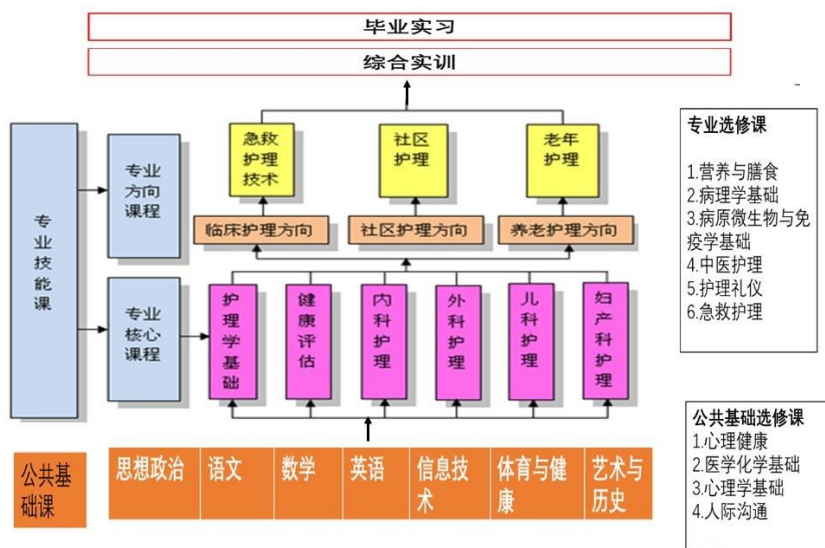 毕业实习
综合实训
专业技能课
专业
方向
课程
专业
核心
课程
急救
护理
技术
社区
护理
老年
护理
临床护理方向
社区护理方向
养老护理方向
护理学基础
健康评估
内科护理
外科护理
儿科护理
妇产科护理
公共基
础课
思想政治
语文
数学
英语
信息技
术
体育与健
康
艺术与
历史
专业选修课
1.营养与膳食
2.病理学基础
3.病原微生物与免
疫学基础
4.中医护理
5.护理礼仪
6.急救护理
公共基础选修课
1.心理健康
2.医学化学基础
3.心理学基础
4.人际沟通